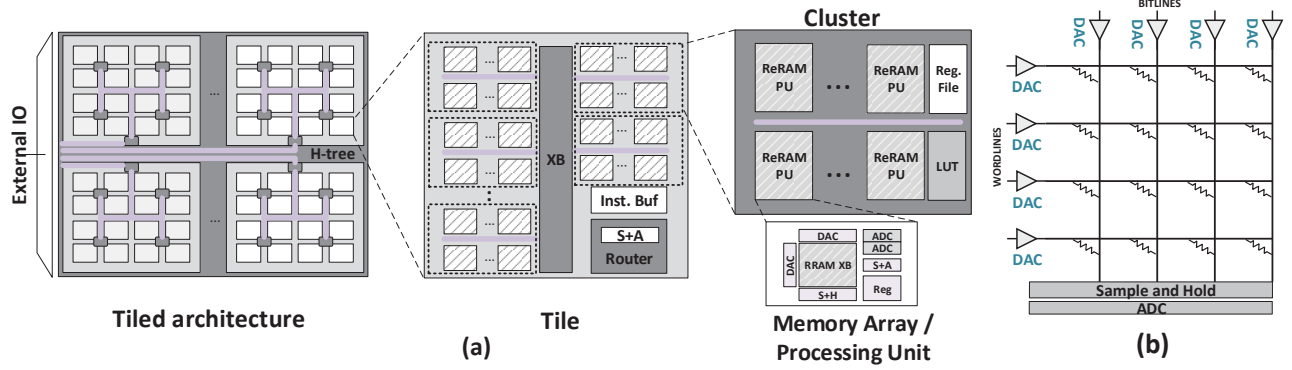 External IO
...
H-tree
...
Tiled architecture
...
...
...
...
...
...
...
...
...
...
XB
Inst. Buf
S+A
Router
Tile
(a)
Cluster
ReRAM
PU
...
ReRAM
PU
Reg.
File
ReRAM
PU
...
ReRAM
PU
LUT
DAC
ADC
ADC
DAC
RRAM XB
S+A
Reg
S+H
Memory Array /
Processing Unit
BITLINES
DAC
DAC
DAC
DAC
WORDLINES
DAC
DAC
DAC
DAC
Sample and Hold
ADC
(b)